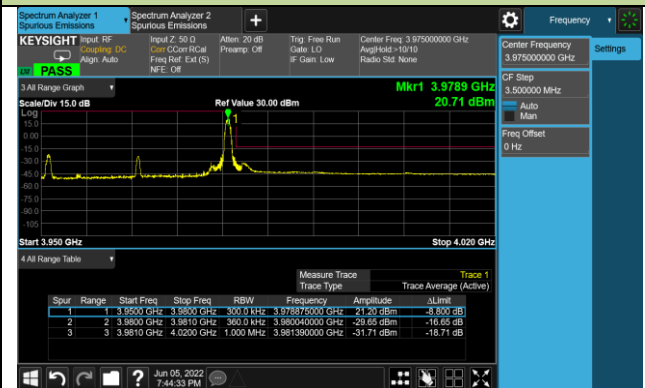 Spectrum Analyzer 1
Spurious Emissions
Spectrum Analyzer 2
Spurious Emissions
Frequency
KEYSIGHT
Input: RF
Coupling: DC
Align: Auto
Input Z: 50 Ω
Corr CCorr RCal
Freq Ref: Ext (S)
NFE: Off
Atten: 20 dB
Preamp: Off
Trig: Free Run
Gate: LO
IF Gain: Low
Center Freq: 3.975000000 GHz
Avg|Hold:>10/10
Radio Std: None
PASS
Center Frequency
3.975000000 GHz
Settings
CF Step
3.500000 MHz
Auto
Man
Freq Offset
0 Hz
3 All Range Graph
Mkr1 3.9789 GHz
20.71 dBm
Scale/Div 15.0 dB
Ref Value 30.00 dBm
Log
15.0
0.00
-15.0
-30.0
-45.0
-60.0
-75.0
-90.0
-105
1
Start 3.950 GHz
Stop 4.020 GHz
4 All Range Table
Measure Trace Trace 1
Trace Type Trace Average (Active)
Spur Range Start Freq Stop Freq RBW Frequency Amplitude ΔLimit
1 1 3.9500 GHz 3.9800 GHz 300.0 kHz 3.978875000 GHz 21.20 dBm -8.800 dB
2 2 3.9800 GHz 3.9810 GHz 360.0 kHz 3.980040000 GHz -29.65 dBm -16.65 dB
3 3 3.9810 GHz 4.0200 GHz 1.000 MHz 3.981390000 GHz -31.71 dBm -18.71 dB
Jun 05, 2022
7:44:33 PM